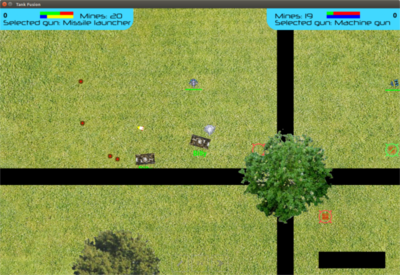 Tank Fusion
0 Mines: 20
Selected gun: Missile launcher
Mines: 19 0
Selected gun: Machine gun